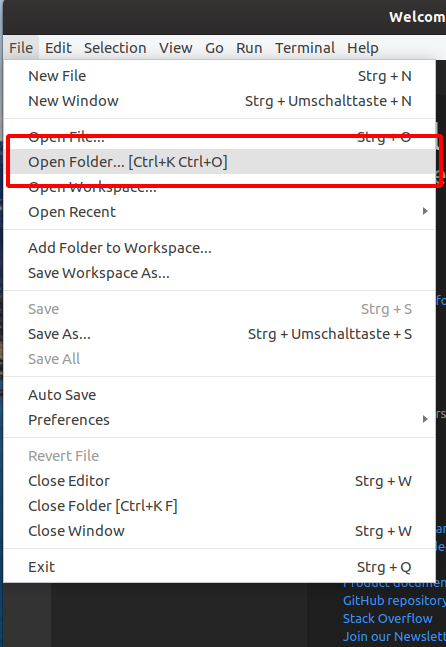 Welcom
File Edit Selection View Go Run Terminal Help
New File Strg + N
New Window Strg + Umschalttaste + N
Open File... Strg + O
Open Folder... [Ctrl+K Ctrl+O]
Open Workspace...
Open Recent
Add Folder to Workspace...
Save Workspace As...
Save Strg + S
Save As... Strg + Umschalttaste + S
Save All
Auto Save
Preferences
Revert File
Close Editor Strg + W
Close Folder [Ctrl+K F]
Close Window Strg + W
Exit Strg + Q
Product documen
GitHub repository
Stack Overflow
Join our Newslett